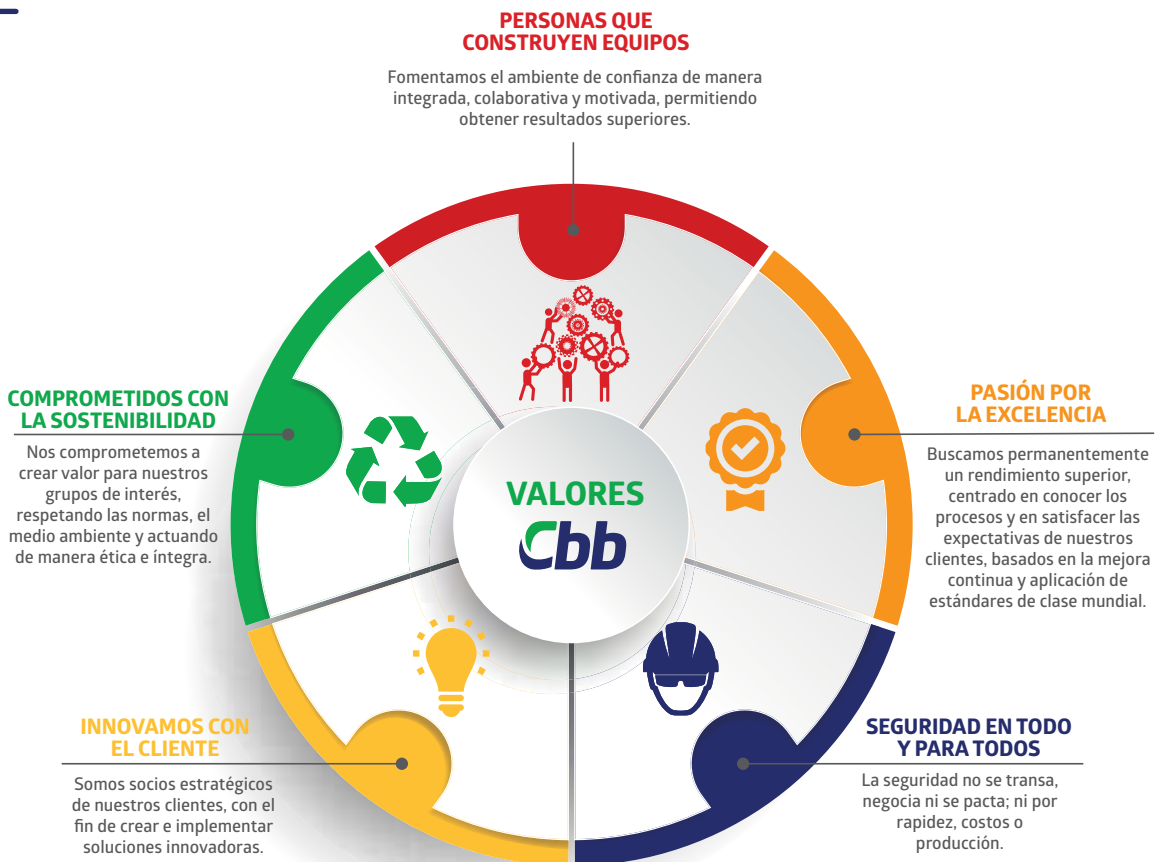 PERSONAS QUE
CONSTRUYEN EQUIPOS
Fomentamos el ambiente de confianza de manera
integrada, colaborativa y motivada, permitiendo
obtener resultados superiores.
COMPROMETIDOS CON
LA SOSTENIBILIDAD
Nos comprometemos a
crear valor para nuestros
grupos de interés,
respetando las normas, el
medio ambiente y actuando
de manera ética e íntegra.
PASIÓN POR
LA EXCELENCIA
Buscamos permanentemente
un rendimiento superior,
centrado en conocer los
procesos y en satisfacer las
expectativas de nuestros
clientes, basados en la mejora
continua y aplicación de
estándares de clase mundial.
VALORES
Cbb
INNOVAMOS CON
EL CLIENTE
Somos socios estratégicos
de nuestros clientes, con el
fin de crear e implementar
soluciones innovadoras.
SEGURIDAD EN TODO
Y PARA TODOS
La seguridad no se transa,
negocia ni se pacta; ni por
rapidez, costos o
producción.